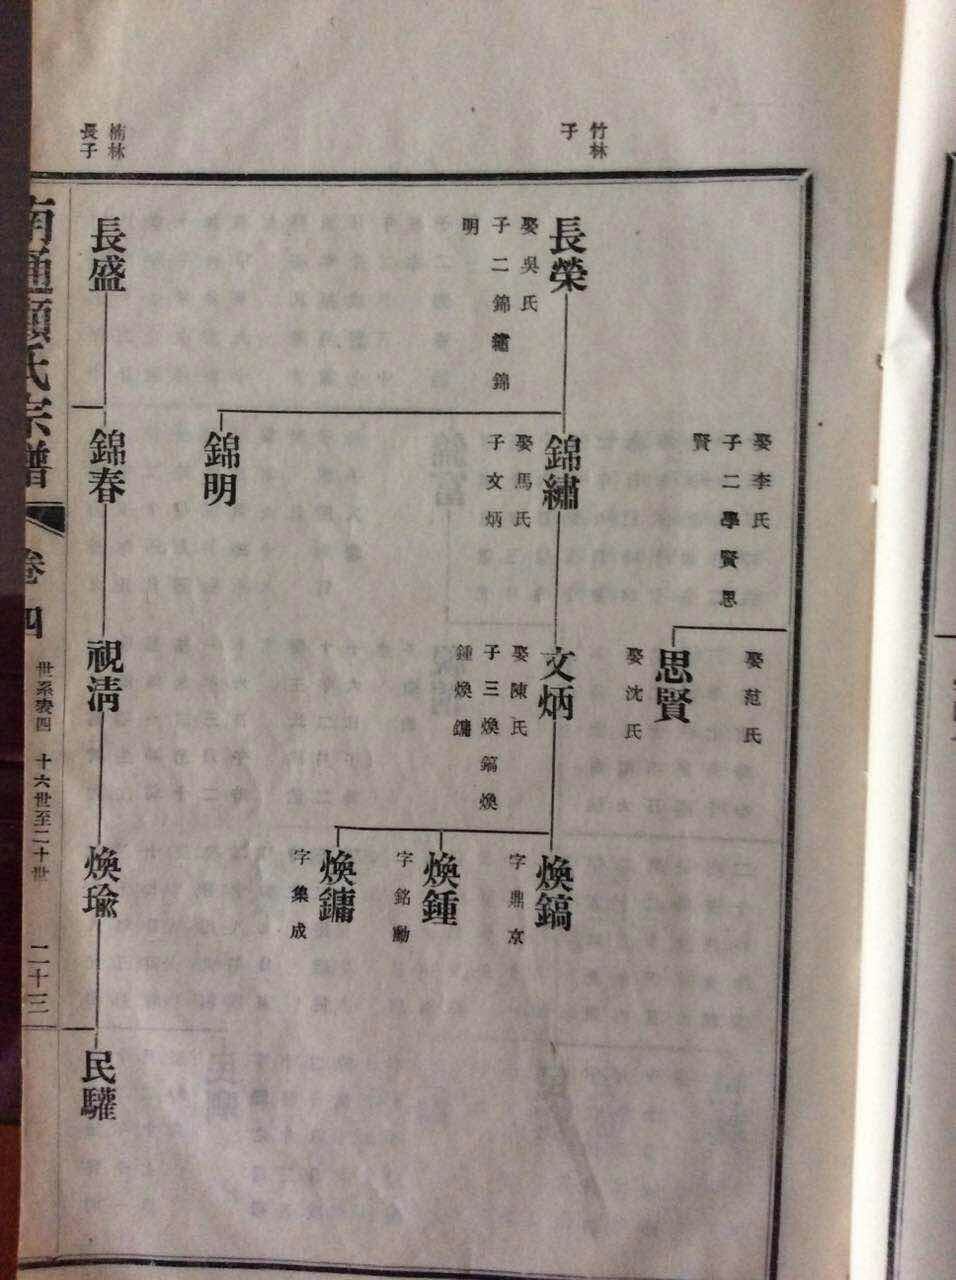 竹林
子
娶李氏
子二學賢思
賢
娶范氏
思賢
娶沈氏
長榮
娶吳氏
子二錦繡錦
明
錦繡
娶馬氏
子文炳
文炳
娶陳氏
子三煥鎬煥
鍾煥鏞
煥鎬
字鼎京
煥鍾
字銘勳
煥鏞
字集成
錦明
楠林
長子
長盛
錦春
視清
煥瑜
民驩
南通顧氏宗譜
卷四
世系表四 十六世至二十世
二十三